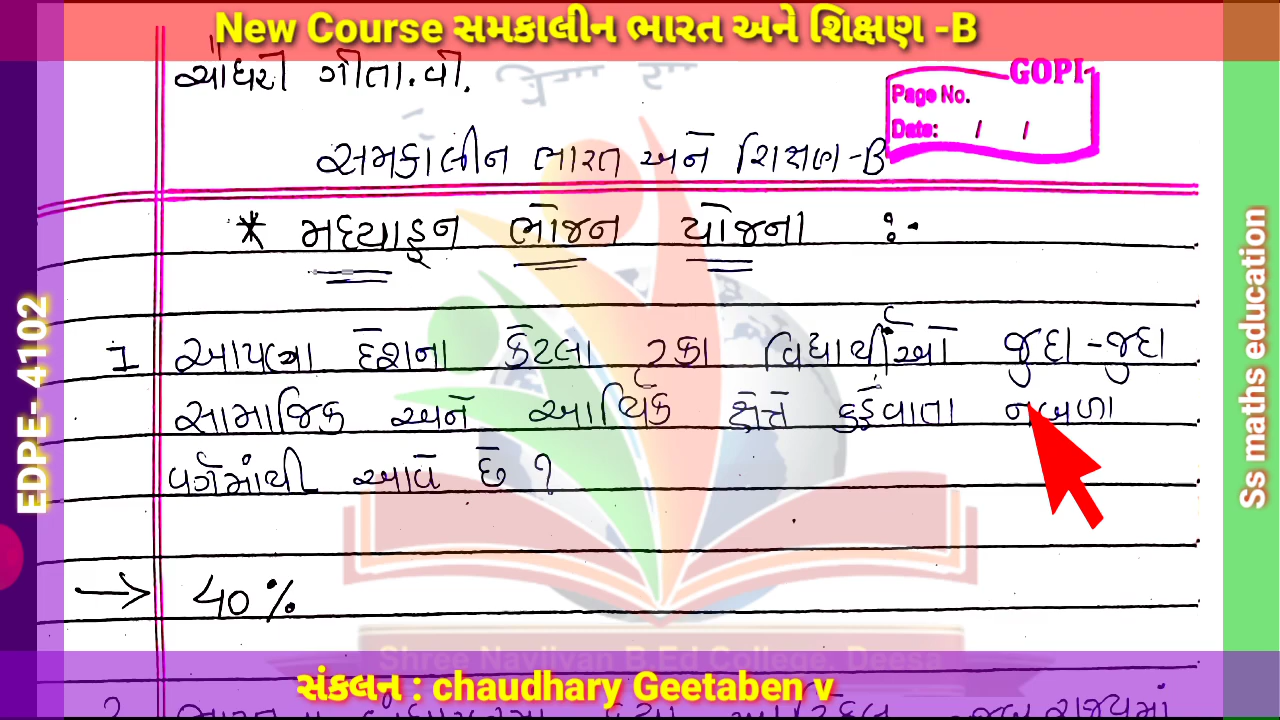 New Course સમકાલીન ભારત અને શિક્ષણ -B
ચૌધરી ગીતા.વી.
GOPI
Page No.
Date: / /
સમકાલીન ભારત અને શિક્ષણ-B
* મધ્યાહન ભોજન યોજના :-
1 આપણા દેશના કેટલા ટકા વિદ્યાર્થીઓ જુદા-જુદા
સામાજિક અને આર્થિક ક્ષેત્રે કહેવાતા નબળા
વર્ગમાંથી આવે છે ?
→ 40%
Shree Navjivan B.Ed College, Deesa
સંકલન : chaudhary Geetaben v
EDPE- 4102
Ss maths education